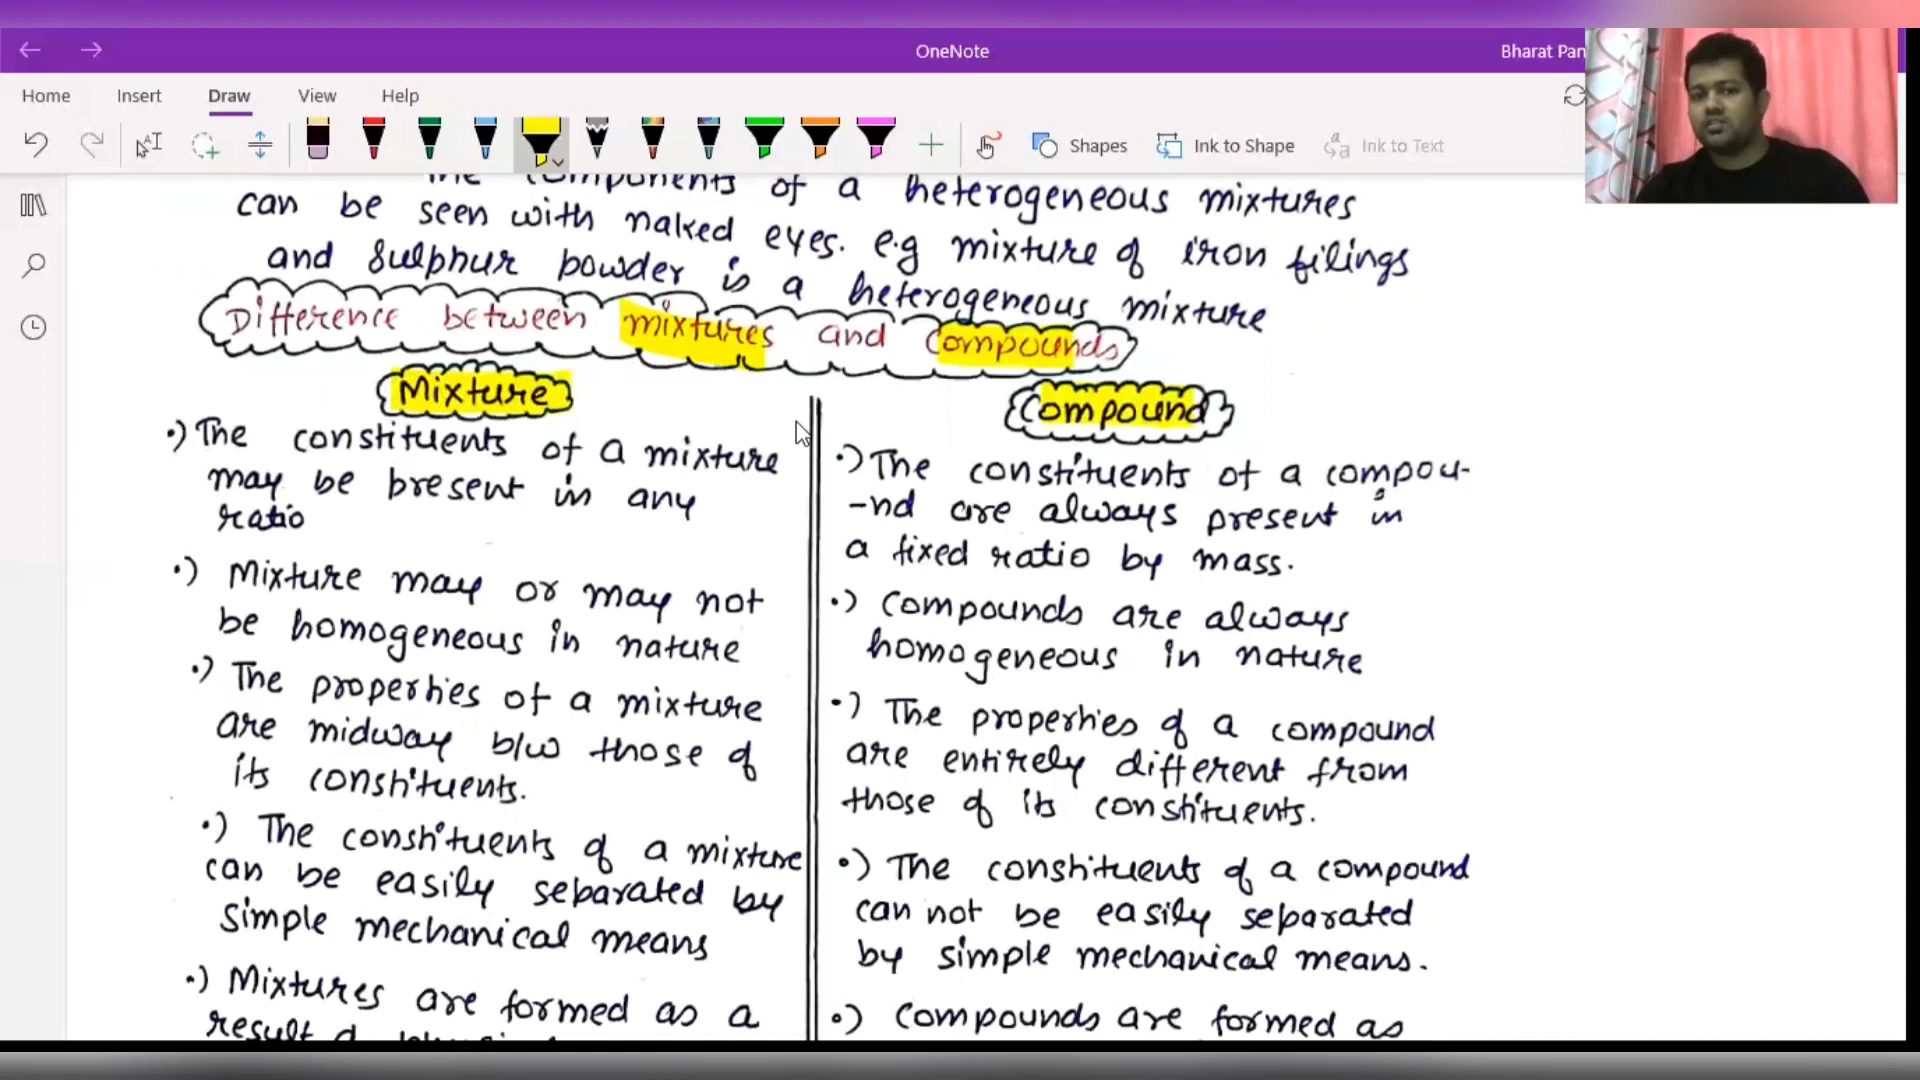 OneNote
Bharat Pan
Home Insert Draw View Help
Shapes Ink to Shape Ink to Text
The components of a heterogeneous mixtures
can be seen with naked eyes. e.g mixture of iron filings
and sulphur powder is a heterogeneous mixture
Difference between mixtures and compounds
Mixture
•) The constituents of a mixture
may be present in any
ratio
•) Mixture may or may not
be homogeneous in nature
•) The properties of a mixture
are midway b/w those of
its constituents.
•) The constituents of a mixture
can be easily separated by
simple mechanical means
•) Mixtures are formed as a
result of
Compound
•) The constituents of a compou-
-nd are always present in
a fixed ratio by mass.
•) Compounds are always
homogeneous in nature
•) The properties of a compound
are entirely different from
those of its constituents.
•) The constituents of a compound
can not be easily separated
by simple mechanical means.
•) Compounds are formed as